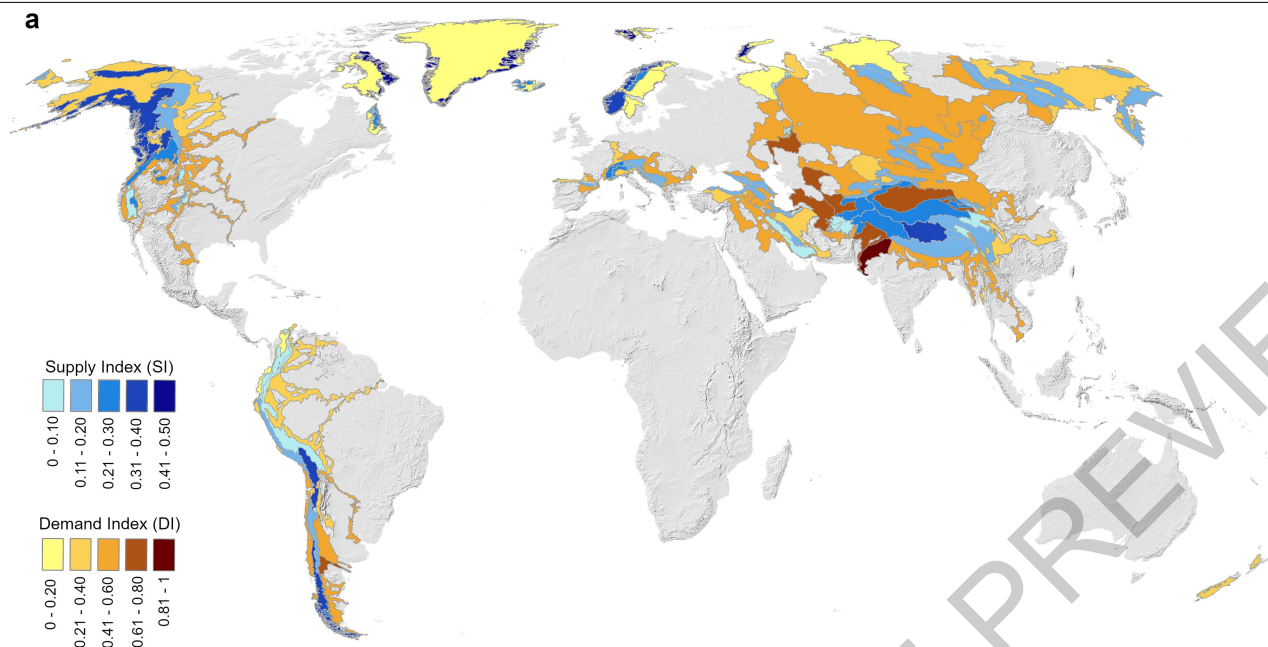 a
Supply Index (SI)
0 - 0.10
0.11 - 0.20
0.21 - 0.30
0.31 - 0.40
0.41 - 0.50
Demand Index (DI)
0 - 0.20
0.21 - 0.40
0.41 - 0.60
0.61 - 0.80
0.81 - 1
PREVIE